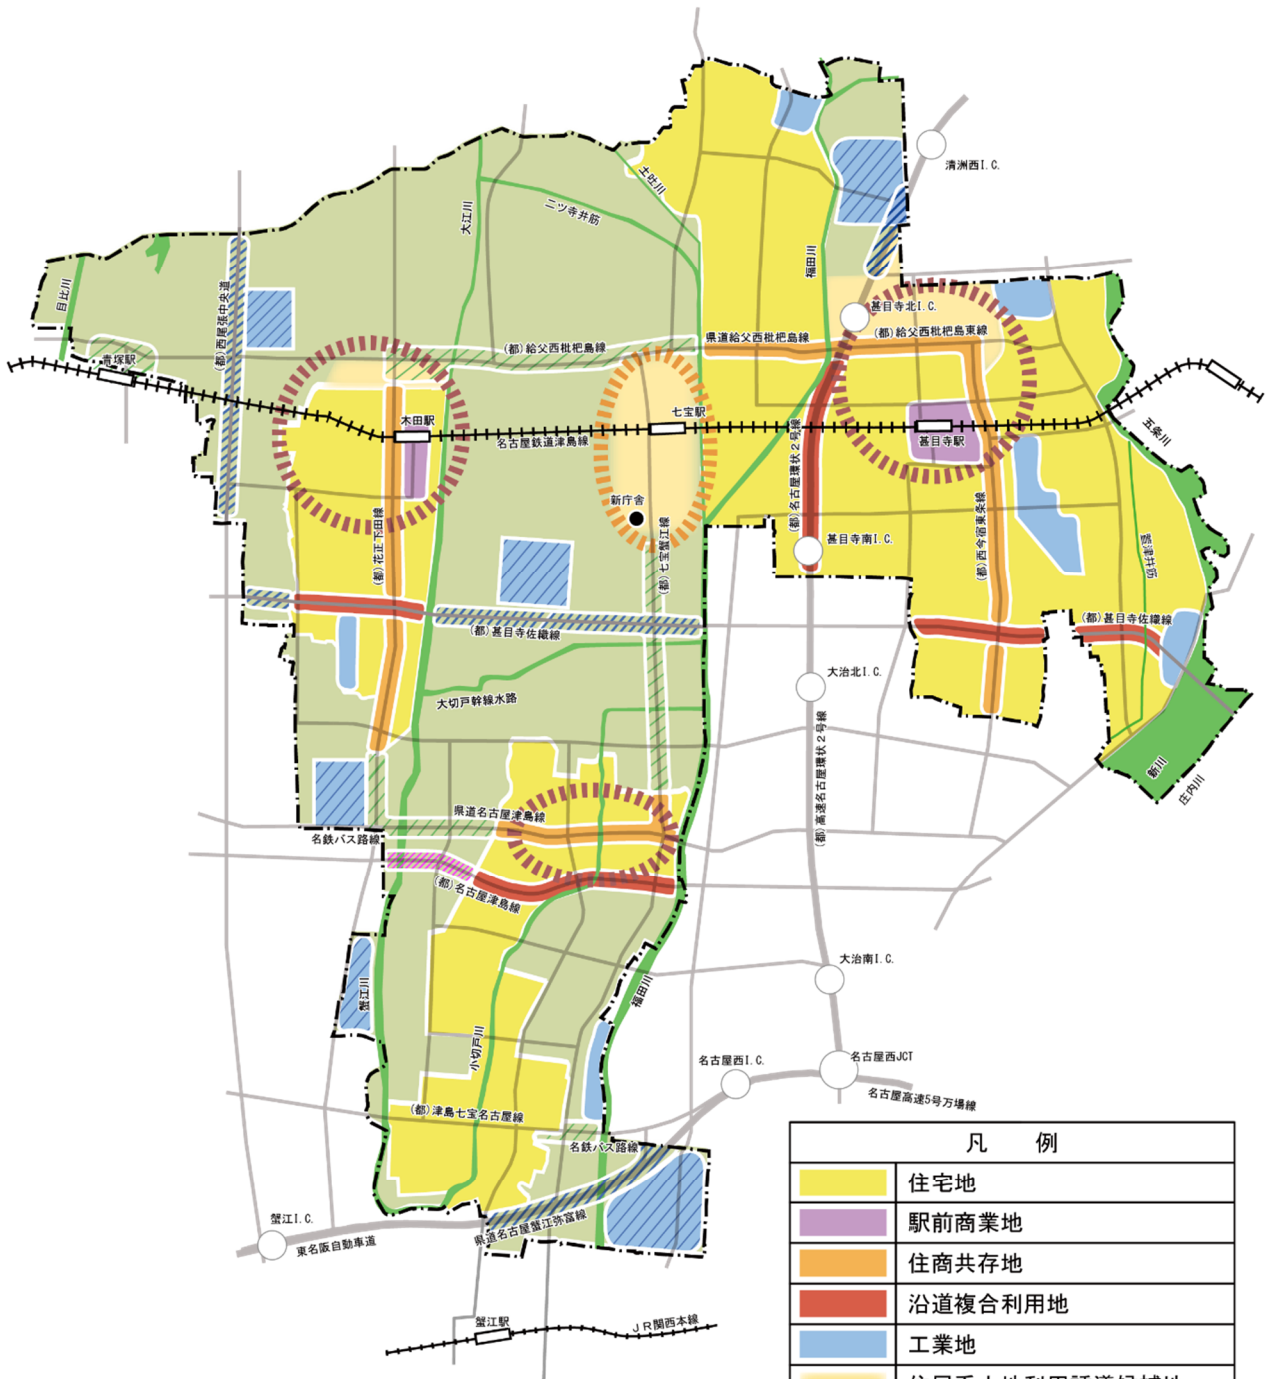 清洲西I.C.
土吐川
二ツ寺井筋
大江川
福田川
目比川
(都)西尾張中央道
甚目寺北I.C.
(都)給父西枇杷島東線
県道給父西枇杷島線
(都)給父西枇杷島線
青塚駅
木田駅
七宝駅
甚目寺駅
名古屋鉄道津島線
五条川
新庁舎
(都)名古屋環状2号線
(都)花正下田線
(都)七宝蟹江線
(都)西今宿東条線
甚目寺南I.C.
(都)甚目寺佐織線
(都)甚目寺佐織線
大治北I.C.
大切戸幹線水路
(都)高速名古屋環状2号線
新川
庄内川
県道名古屋津島線
名鉄バス路線
(都)名古屋津島線
大治南I.C.
蟹江川
福田川
小切戸川
名古屋西I.C.
名古屋西JCT
名古屋高速5号万場線
(都)津島七宝名古屋線
名鉄バス路線
県道名古屋蟹江弥富線
蟹江I.C.
東名阪自動車道
蟹江駅
JR関西本線
凡 例
住宅地
駅前商業地
住商共存地
沿道複合利用地
工業地